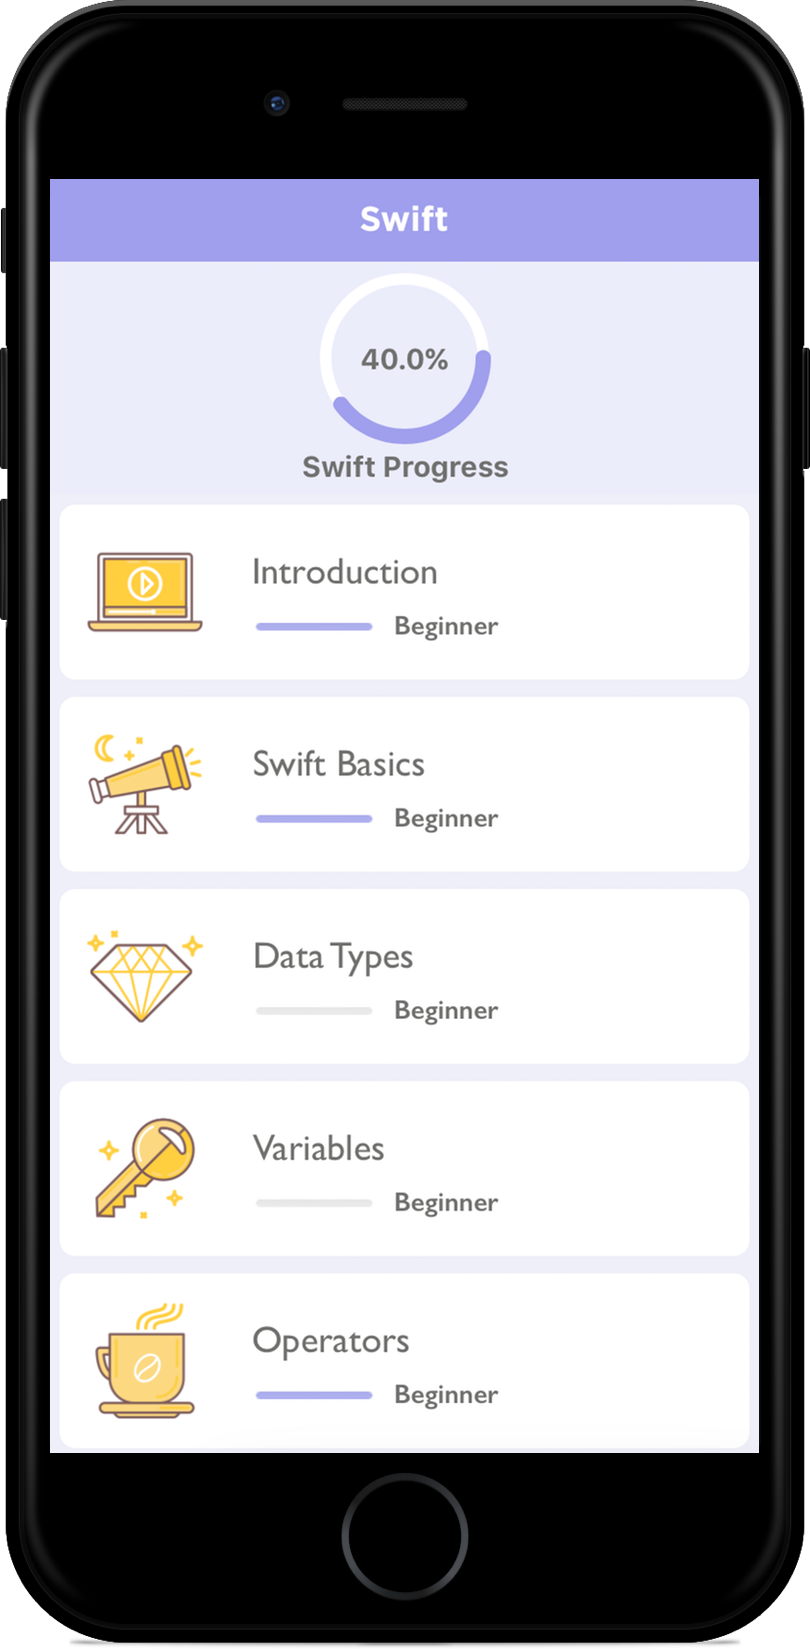 Swift
40.0%
Swift Progress
Introduction
Beginner
Swift Basics
Beginner
Data Types
Beginner
Variables
Beginner
Operators
Beginner